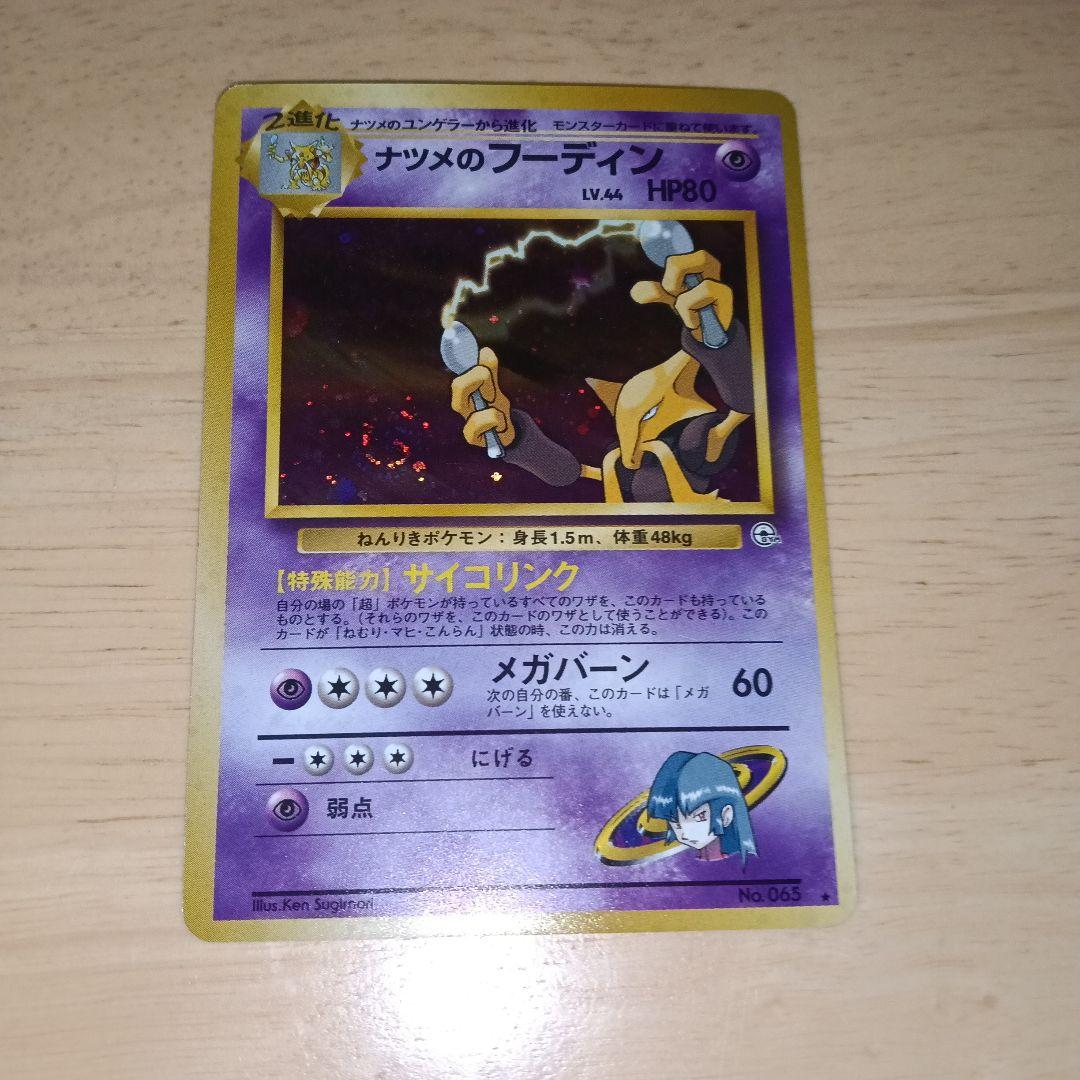 2進化 ナツメのユンゲラーから進化 モンスターカードに重ねて使います。
ナツメのフーディン
LV.44 HP80
ねんりきポケモン：身長1.5m、体重48kg
【特殊能力】サイコリンク
自分の場の「超」ポケモンが持っているすべてのワザを、このカードも持っている
ものとする。（それらのワザを、このカードのワザとして使うことができる）。この
カードが「ねむり・マヒ・こんらん」状態の時、この力は消える。
メガバーン 60
次の自分の番、このカードは「メガ
バーン」を使えない。
にげる
弱点
Illus.Ken Sugimori
No.065 ★